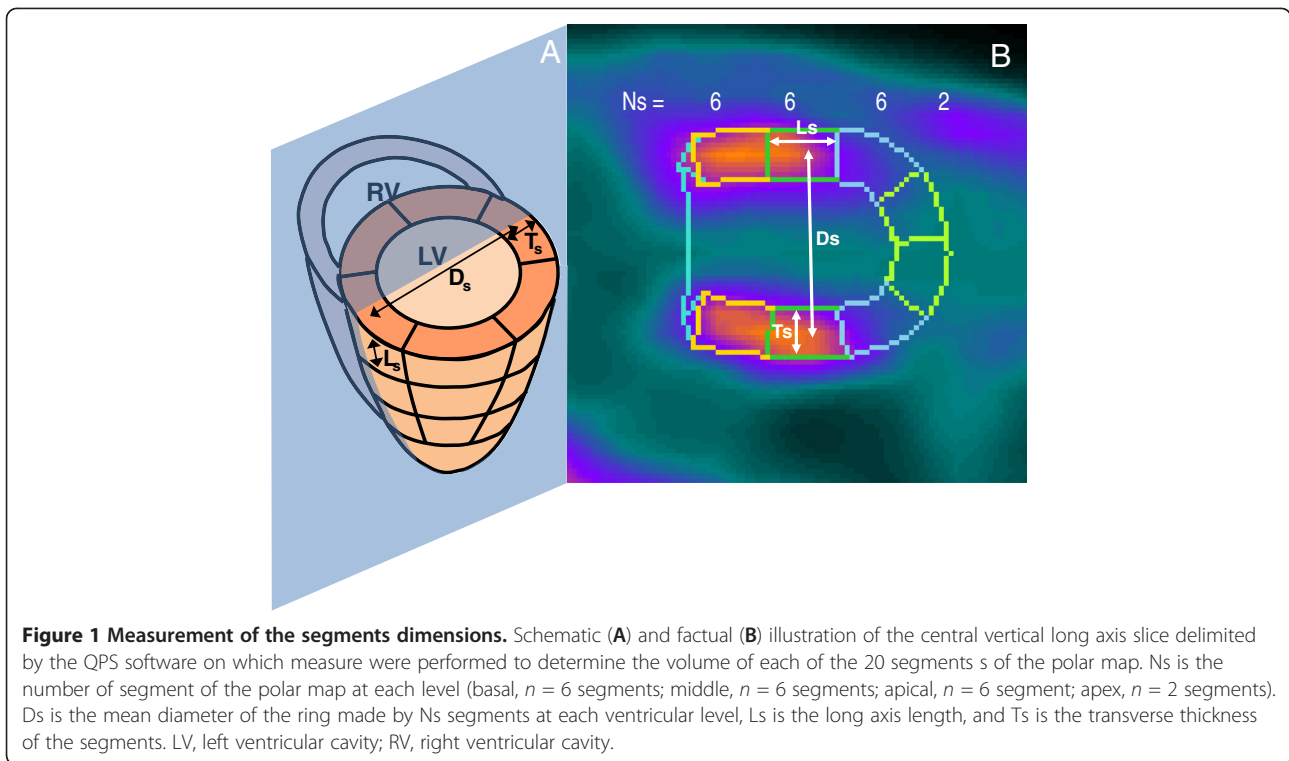 A
RV
LV
Ts
Ds
Ls
B
Ns = 6 6 6 2
Ls
Ds
Ts
Figure 1 Measurement of the segments dimensions. Schematic (A) and factual (B) illustration of the central vertical long axis slice delimited
by the QPS software on which measure were performed to determine the volume of each of the 20 segments s of the polar map. Ns is the
number of segment of the polar map at each level (basal, n = 6 segments; middle, n = 6 segments; apical, n = 6 segment; apex, n = 2 segments).
Ds is the mean diameter of the ring made by Ns segments at each ventricular level, Ls is the long axis length, and Ts is the transverse thickness
of the segments. LV, left ventricular cavity; RV, right ventricular cavity.